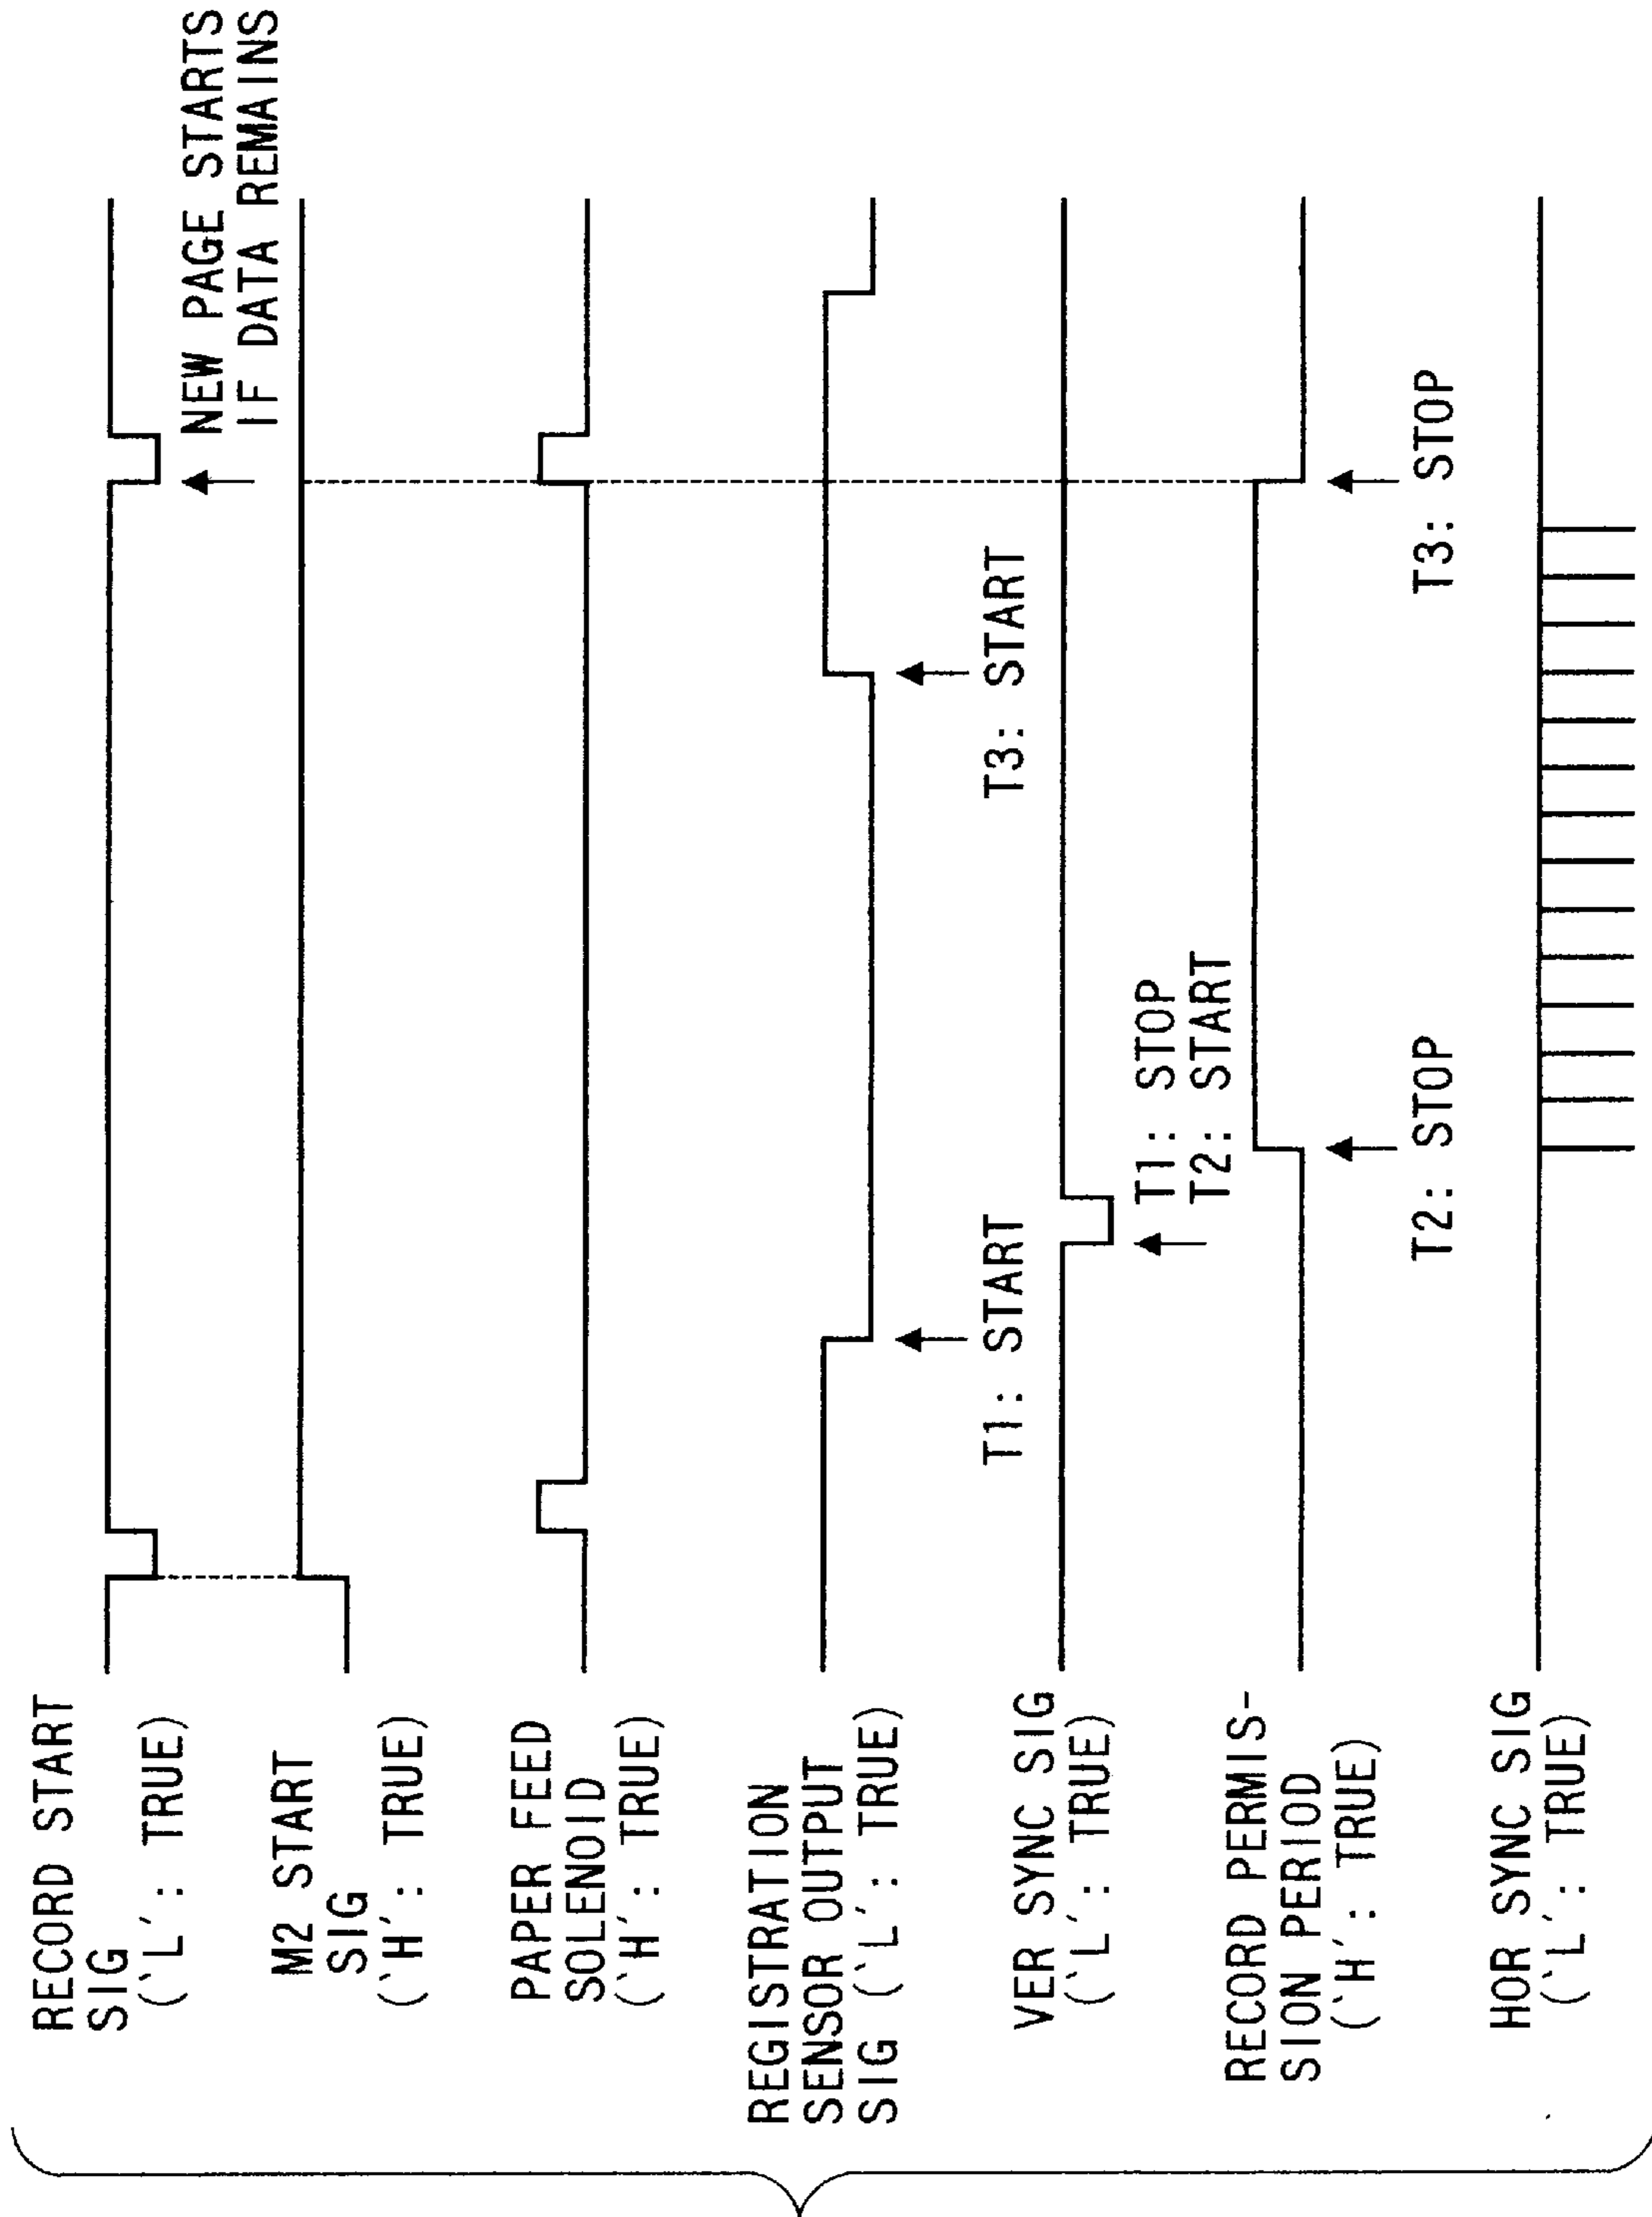 RECORD START
SIG
(`L´: TRUE)
NEW PAGE STARTS
IF DATA REMAINS
M2 START
SIG
(`H´: TRUE)
PAPER FEED
SOLENOID
(`H´: TRUE)
REGISTRATION
SENSOR OUTPUT
SIG (`L´: TRUE)
T1: START
T3: START
VER SYNC SIG
(`L´: TRUE)
T1: STOP
T2: START
RECORD PERMIS-
SION PERIOD
(`H´: TRUE)
T2: STOP
T3: STOP
HOR SYNC SIG
(`L´: TRUE)